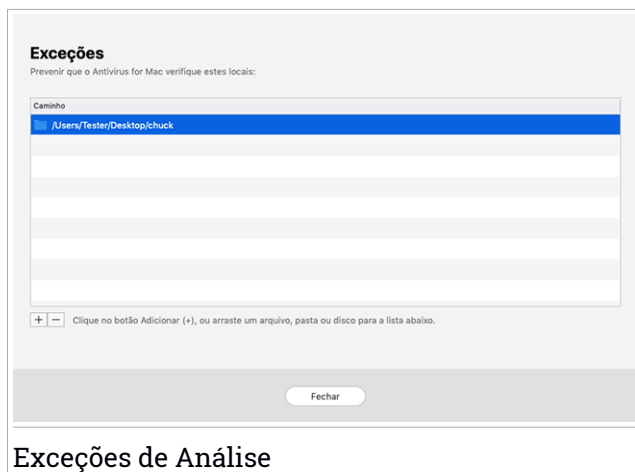 Exceções
Prevenir que o Antivirus for Mac verifique estes locais:
Caminho
/Users/Tester/Desktop/chuck
+ − Clique no botão Adicionar (+), ou arraste um arquivo, pasta ou disco para a lista abaixo.
Fechar
Exceções de Análise